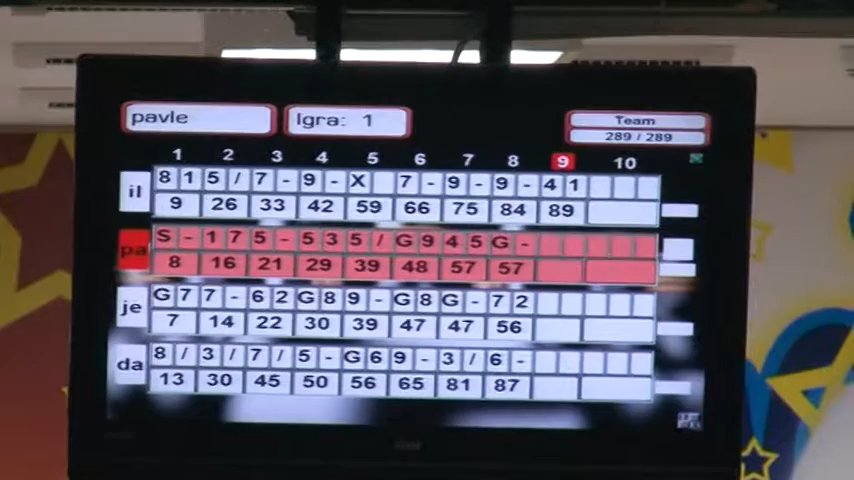 pavle Igra: 1 Team
289 / 289
1 2 3 4 5 6 7 8 9 10
il 8 1 5 / 7 - 9 - X 7 - 9 - 9 - 4 1
9 26 33 42 59 66 75 84 89
pa S - 1 7 5 - 5 3 5 / G 9 4 5 G -
8 16 21 29 39 48 57 57
je G 7 7 - 6 2 G 8 9 - G 8 G - 7 2
7 14 22 30 39 47 47 56
da 8 / 3 / 7 / 5 - G 6 9 - 3 / 6 -
13 30 45 50 56 65 81 87